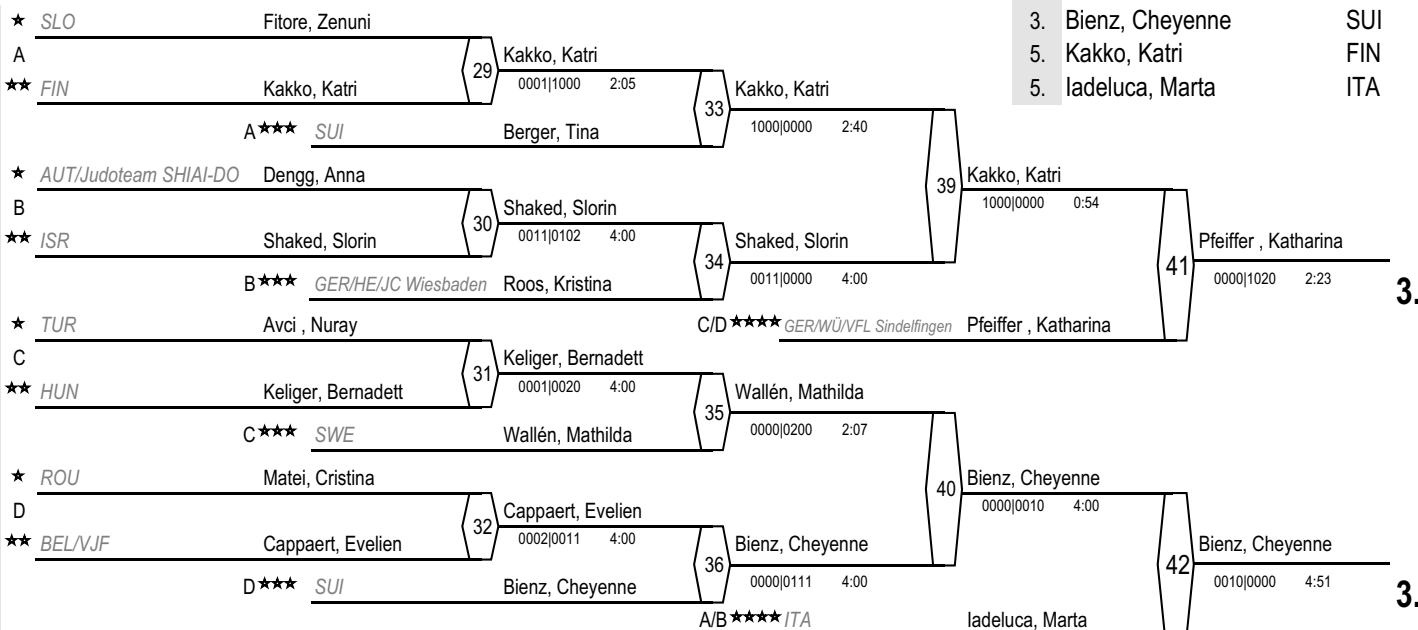 ★ SLO Fitore, Zenuni
3. Bienz, Cheyenne SUI
A
29 Kakko, Katri
5. Kakko, Katri FIN
★★ FIN Kakko, Katri
0001|1000 2:05
33 Kakko, Katri
5. Iadeluca, Marta ITA
A ★★★ SUI Berger, Tina
1000|0000 2:40
★ AUT/Judoteam SHIAI-DO Dengg, Anna
39 Kakko, Katri
1000|0000 0:54
B
30 Shaked, Slorin
0011|0102 4:00
★★ ISR Shaked, Slorin
34 Shaked, Slorin
0011|0000 4:00
41 Pfeiffer , Katharina
0000|1020 2:23
3.
B ★★★ GER/HE/JC Wiesbaden Roos, Kristina
★ TUR Avci , Nuray
C/D ★★★★ GER/WÜ/VFL Sindelfingen Pfeiffer , Katharina
C
31 Keliger, Bernadett
0001|0020 4:00
★★ HUN Keliger, Bernadett
35 Wallén, Mathilda
0000|0200 2:07
C ★★★ SWE Wallén, Mathilda
★ ROU Matei, Cristina
40 Bienz, Cheyenne
0000|0010 4:00
D
32 Cappaert, Evelien
0002|0011 4:00
★★ BEL/VJF Cappaert, Evelien
36 Bienz, Cheyenne
0000|0111 4:00
42 Bienz, Cheyenne
0010|0000 4:51
3.
D ★★★ SUI Bienz, Cheyenne
A/B ★★★★ ITA Iadeluca, Marta